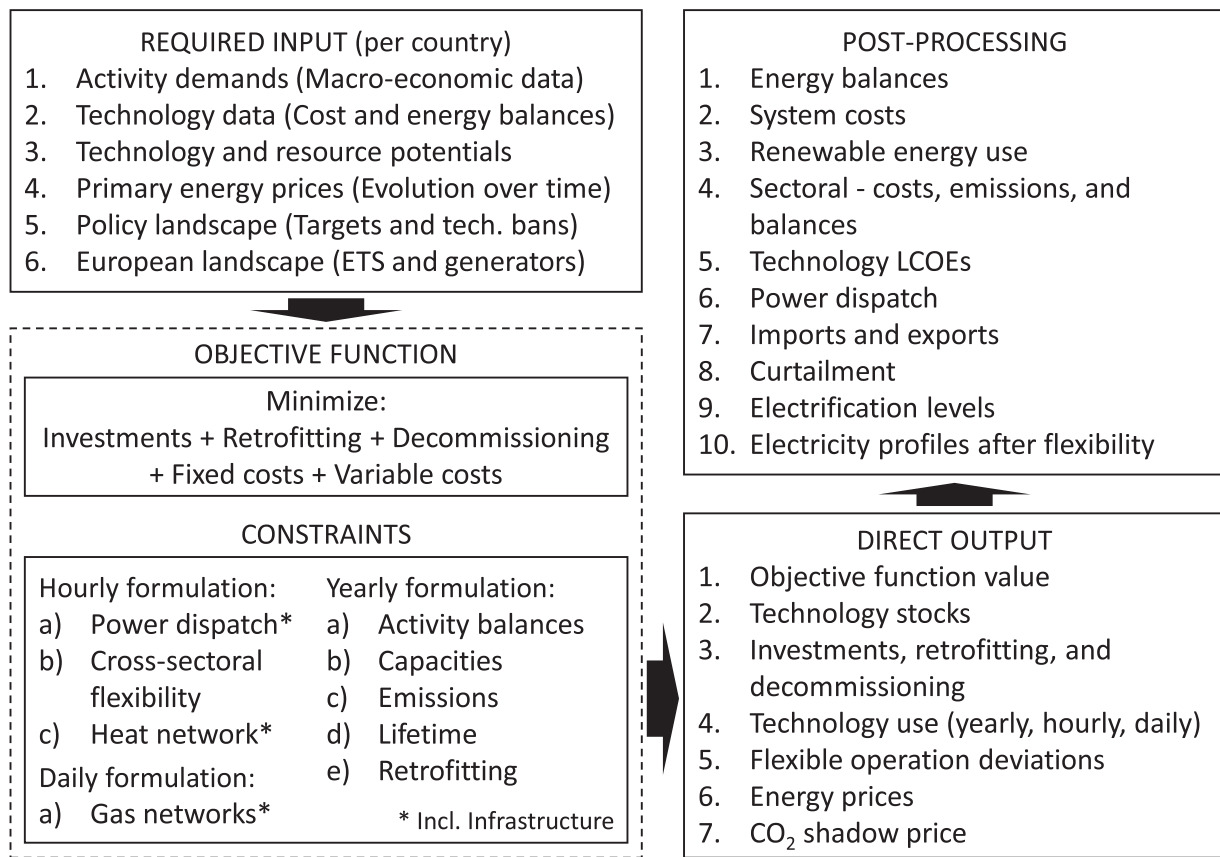 REQUIRED INPUT (per country)
1. Activity demands (Macro-economic data)
2. Technology data (Cost and energy balances)
3. Technology and resource potentials
4. Primary energy prices (Evolution over time)
5. Policy landscape (Targets and tech. bans)
6. European landscape (ETS and generators)
OBJECTIVE FUNCTION
Minimize:
Investments + Retrofitting + Decommissioning
+ Fixed costs + Variable costs
CONSTRAINTS
Hourly formulation:
a) Power dispatch*
b) Cross-sectoral
flexibility
c) Heat network*
Daily formulation:
a) Gas networks*
Yearly formulation:
a) Activity balances
b) Capacities
c) Emissions
d) Lifetime
e) Retrofitting
* Incl. Infrastructure
DIRECT OUTPUT
1. Objective function value
2. Technology stocks
3. Investments, retrofitting, and
decommissioning
4. Technology use (yearly, hourly, daily)
5. Flexible operation deviations
6. Energy prices
7. CO₂ shadow price
POST-PROCESSING
1. Energy balances
2. System costs
3. Renewable energy use
4. Sectoral - costs, emissions, and
balances
5. Technology LCOEs
6. Power dispatch
7. Imports and exports
8. Curtailment
9. Electrification levels
10. Electricity profiles after flexibility